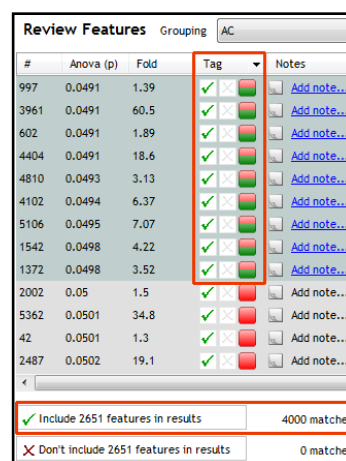 Review Features Grouping AC
# Anova (p) Fold Tag Notes
997 0.0491 1.39 Add note...
3961 0.0491 60.5 Add note...
602 0.0491 1.89 Add note...
4404 0.0491 18.6 Add note...
4810 0.0493 3.13 Add note...
4102 0.0494 6.37 Add note...
5106 0.0495 7.07 Add note...
1542 0.0498 4.22 Add note...
1372 0.0498 3.52 Add note...
2002 0.05 1.5 Add note...
5362 0.0501 34.8 Add note...
42 0.0501 1.3 Add note...
2487 0.0502 19.1 Add note...
Include 2651 features in results 4000 matche
Don't include 2651 features in results 0 matche